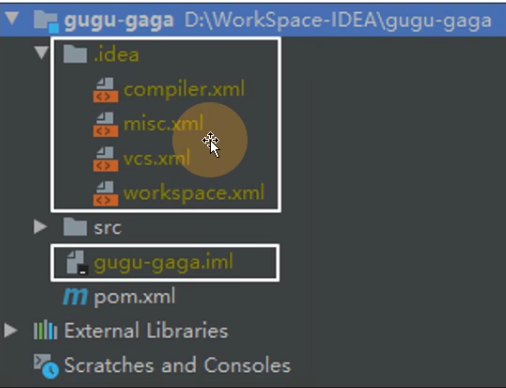 gugu-gaga D:\WorkSpace-IDEA\gugu-gaga
.idea
compiler.xml
misc.xml
vcs.xml
workspace.xml
src
gugu-gaga.iml
pom.xml
External Libraries
Scratches and Consoles